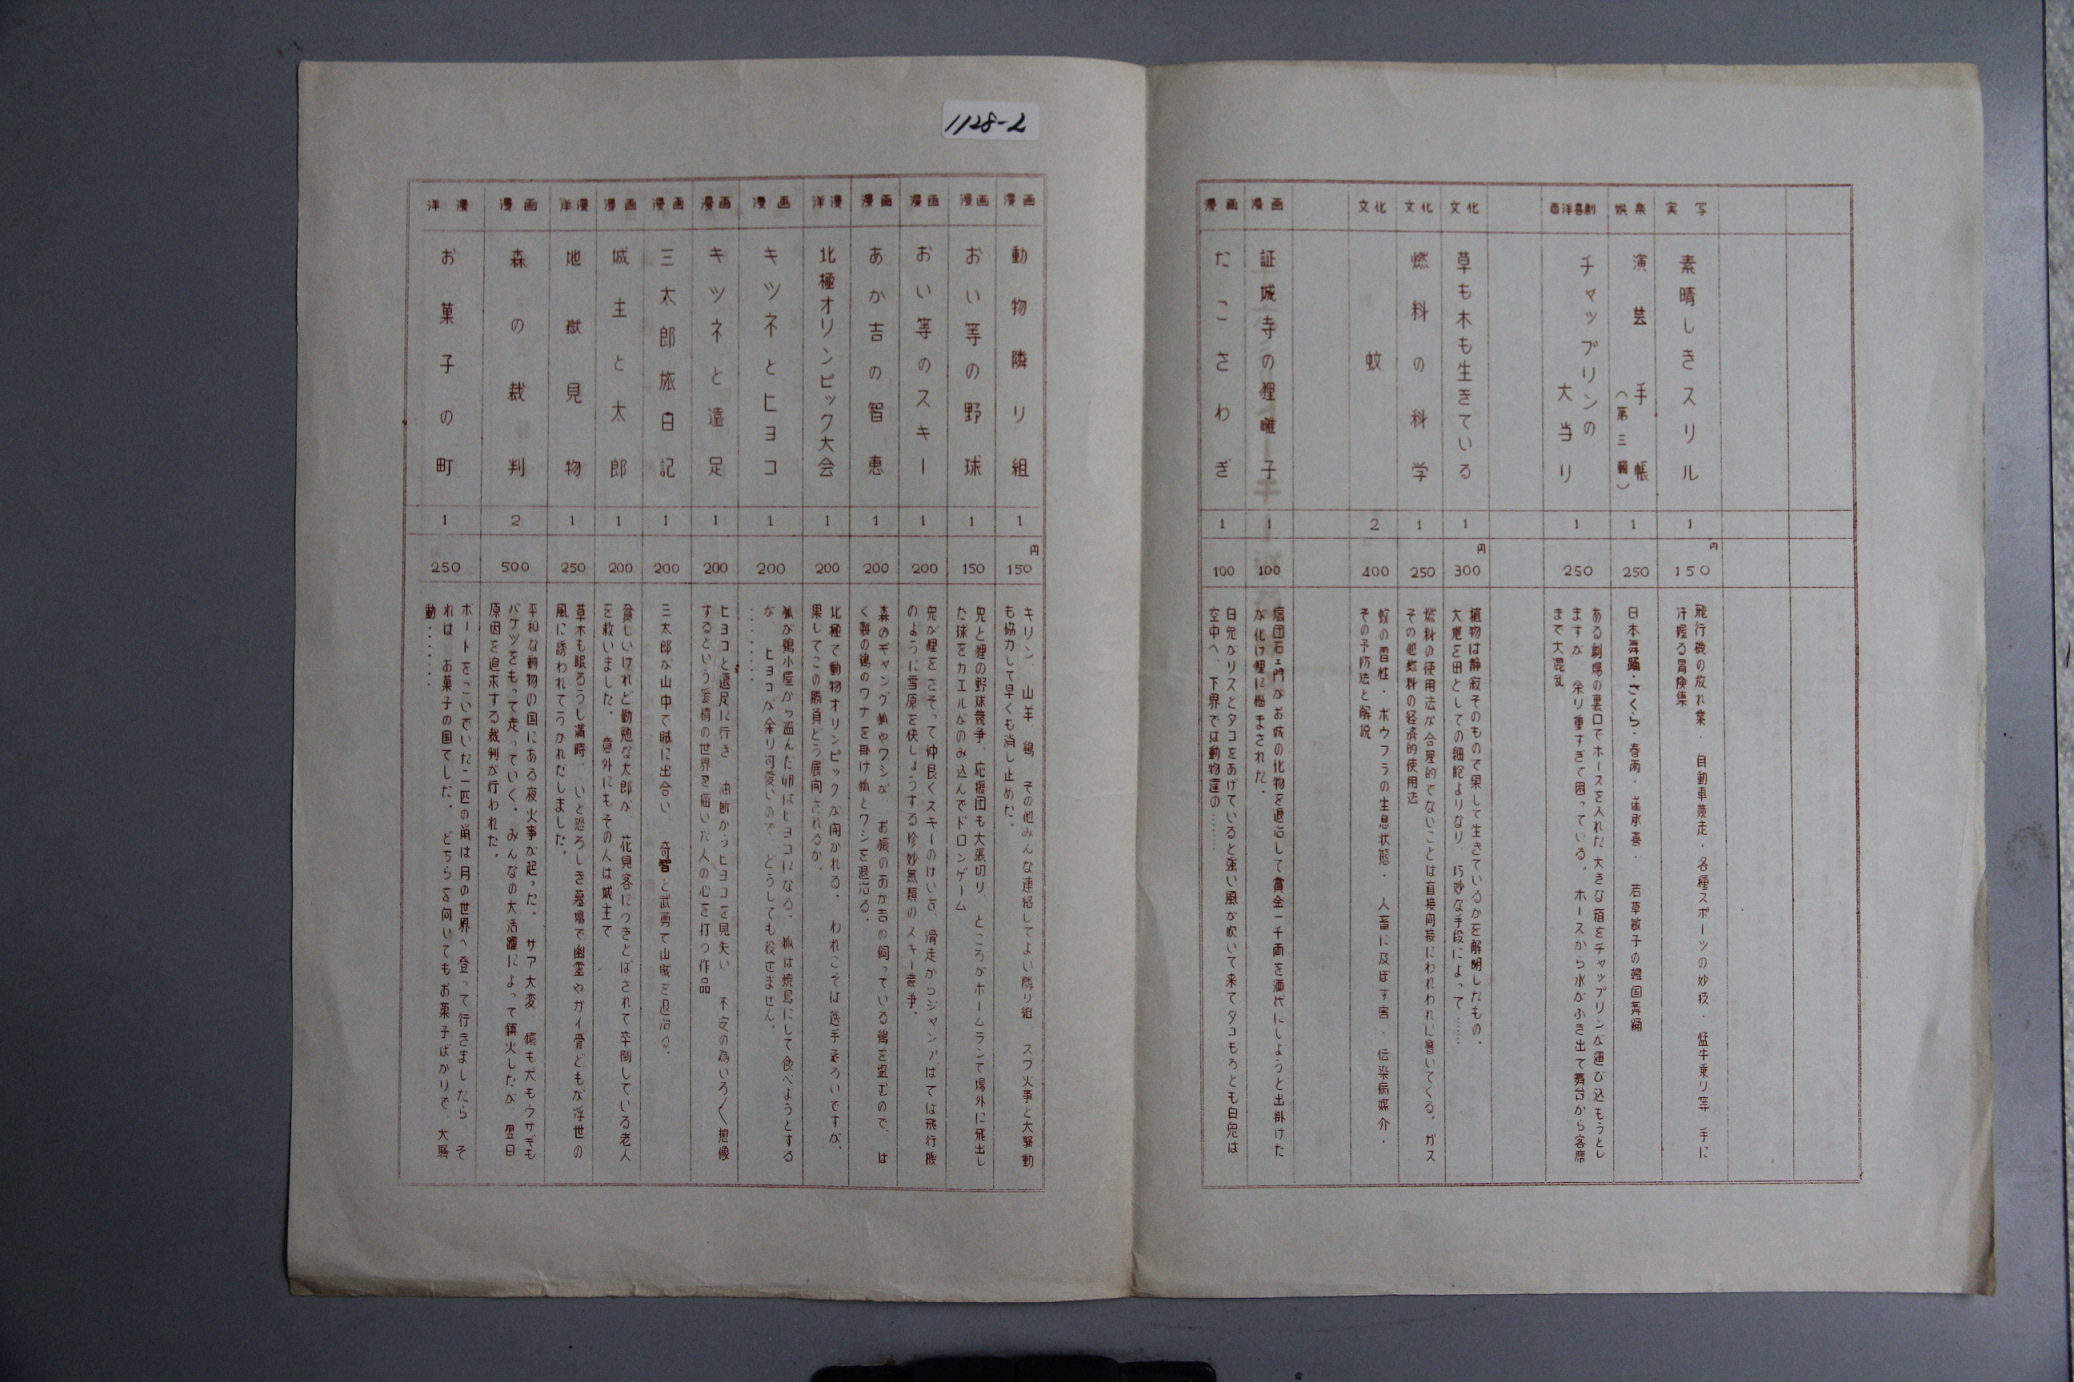 1128-2
実写
素晴しきスリル
1
150円
飛行機の放れ業・自動車競走・各種スポーツの妙技・猛牛乗り等 手に
汗握る冒険集
娯楽
演芸手帳
(第三輯)
1
250
日本舞踊・さくら・春雨・崔承喜・若草敏子の韓国舞踊
西洋喜劇
チャップリンの
大当り
1
250
ある劇場の裏口でホースを入れた大きな箱をチャップリンが運び込もうとし
ますが 余り重すぎて困っている。ホースから水がふき出て舞台から客席
まで大混乱
文化
草も木も生きている
1
300円
植物は静寂そのもので果して生きているかを解明したもの。
大地を田としての細胞よりなり 巧妙な手段によって……
文化
燃料の科学
1
250
燃料の使用法が合理的でないことは直接間接にわれわれに響いてくる。ガス
その他燃料の経済的使用法
文化
蚊
2
400
蚊の習性・ボウフラの生息状態・人畜に及ぼす害・伝染病媒介・
その予防法と解説
漫画
証城寺の狸囃子
1
100
塙団右ヱ門がお城の化物を退治して賞金一千両を酒代にしようと出掛けた
が化け狸に悩まされた。
漫画
たこさわぎ
1
100
白兎がリスとタコをあげていると強い風が吹いて来てタコもろとも白兎は
空中へ、下界では動物達の……
漫画
動物隣り組
1
150円
キリン、山羊 鶏 その他みんな連絡してよい隣り組 スワ火事と大騒動
も協力して早くも消し止めた。
漫画
おい等の野球
1
150
兎と狸の野球競争、応援団も大張切り、ところがホームランで場外に飛出し
た球をカエルがのみ込んでドロンゲーム
漫画
おい等のスキー
1
200
兎が狸をさそって仲良くスキーのけいこ、滑走からジャンプはては飛行機
のように雪原を快しょうする珍妙無類のスキー競争。
漫画
あか吉の智恵
1
200
森のギャング狐やワシが、お猿のあか吉の飼っている鶏を盗むので、は
く製の鶏のワナを掛け狐とワシを退治る。
洋漫
北極オリンピック大会
1
200
北極で動物オリンピックが開かれる、われこそは選手ぞろいですが、
果してこの勝負どう展向されるか。
漫画
キツネとヒヨコ
1
200
狐が鶏小屋から盗んだ卵はヒヨコになる、狐は焼鳥にして食べようとする
が、ヒヨコが余り可愛いので、どうしても殺せません。
……
漫画
キツネと遠足
1
200
ヒヨコと遠足に行き 油断からヒヨコを見失い 不安の為いろ〱想像
するという愛情の世界を描いた人の心を打つ作品
漫画
三太郎旅日記
1
200
三太郎が山中で賊に出合い、奇智と武勇で山賊を退治る。
漫画
城主と太郎
1
200
貧しいけれど勤勉な太郎が 花見客につきとばされて卒倒している老人
を救いました。意外にもその人は城主で
洋漫
地獄見物
1
250
草木も眠るうし満時、いと恐ろしき墓場で幽霊やガイ骨どもが浮世の
風に誘われてうかれだしました。
漫画
森の裁判
2
500
平和な動物の国にある夜火事が起った。サア大変 猿も犬もウサギも
バケツをもって走っていく。みんなの大活躍によって鎮火したが 翌日
原因を追求する裁判が行われた。
洋漫
お菓子の町
1
250
ボートをこいでいた二匹の鼠は月の世界へ登って行きましたら そ
れは お菓子の国でした。どちらを向いてもお菓子ばかりで、大騒
動……